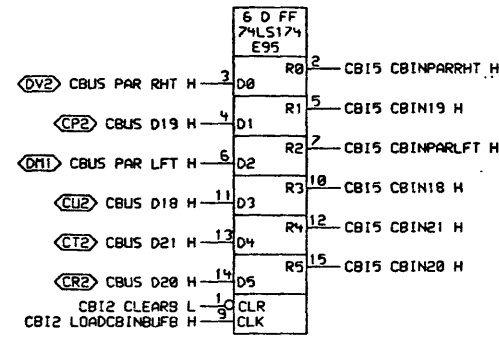 6 D FF
74LS174
E95
DV2 CBUS PAR RHT H 3 D0 R0 2 CBI5 CBINPARRHT H
CP2 CBUS D19 H 4 D1 R1 5 CBI5 CBIN19 H
DM1 CBUS PAR LFT H 6 D2 R2 7 CBI5 CBINPARLFT H
CU2 CBUS D18 H 11 D3 R3 10 CBI5 CBIN18 H
CT2 CBUS D21 H 13 D4 R4 12 CBI5 CBIN21 H
CR2 CBUS D20 H 14 D5 R5 15 CBI5 CBIN20 H
CBI2 CLEARB L 1 CLR
CBI2 LOADCBINBUFB H 9 CLK